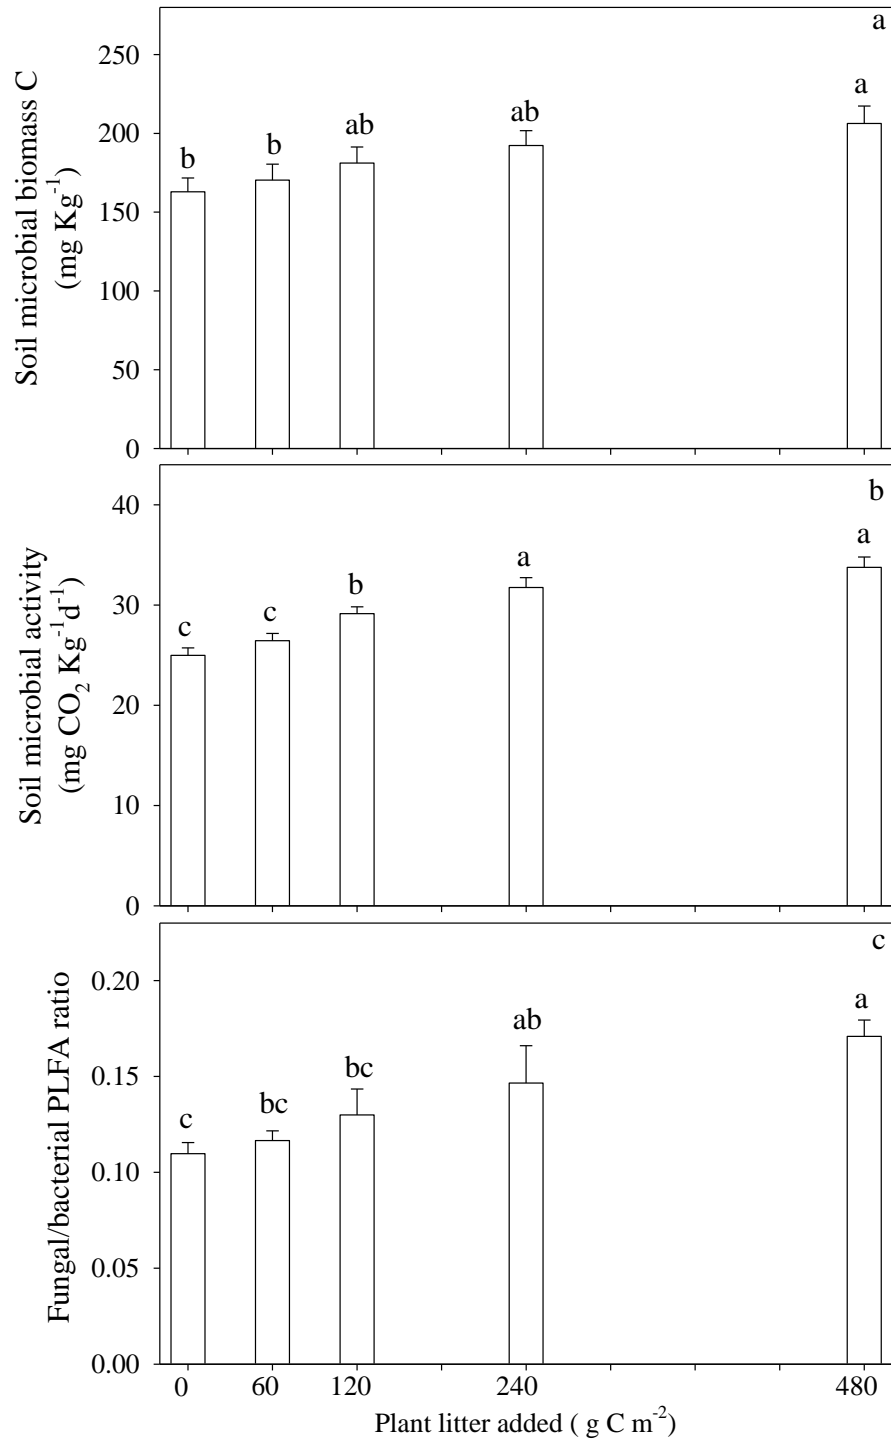 a
250
200
150
100
50
0
Soil microbial biomass C
(mg Kg⁻¹)
b
b
ab
ab
a
b
40
30
20
10
0
Soil microbial activity
(mg CO₂ Kg⁻¹d⁻¹)
c
c
b
a
a
c
0.20
0.15
0.10
0.05
0.00
Fungal/bacterial PLFA ratio
c
bc
bc
ab
a
0 60 120 240 480
Plant litter added ( g C m⁻²)